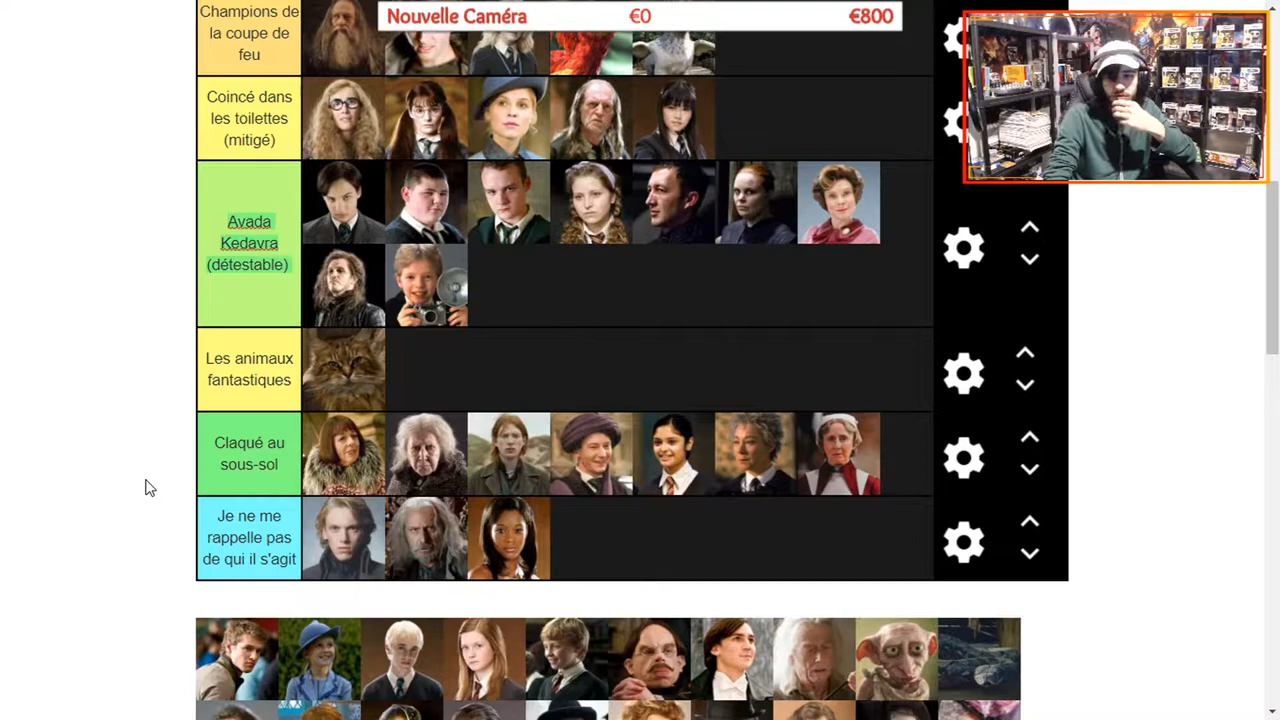 Nouvelle Caméra €0 €800
Champions de
la coupe de
feu
Coincé dans
les toilettes
(mitigé)
Avada
Kedavra
(détestable)
Les animaux
fantastiques
Claqué au
sous-sol
Je ne me
rappelle pas
de qui il s'agit